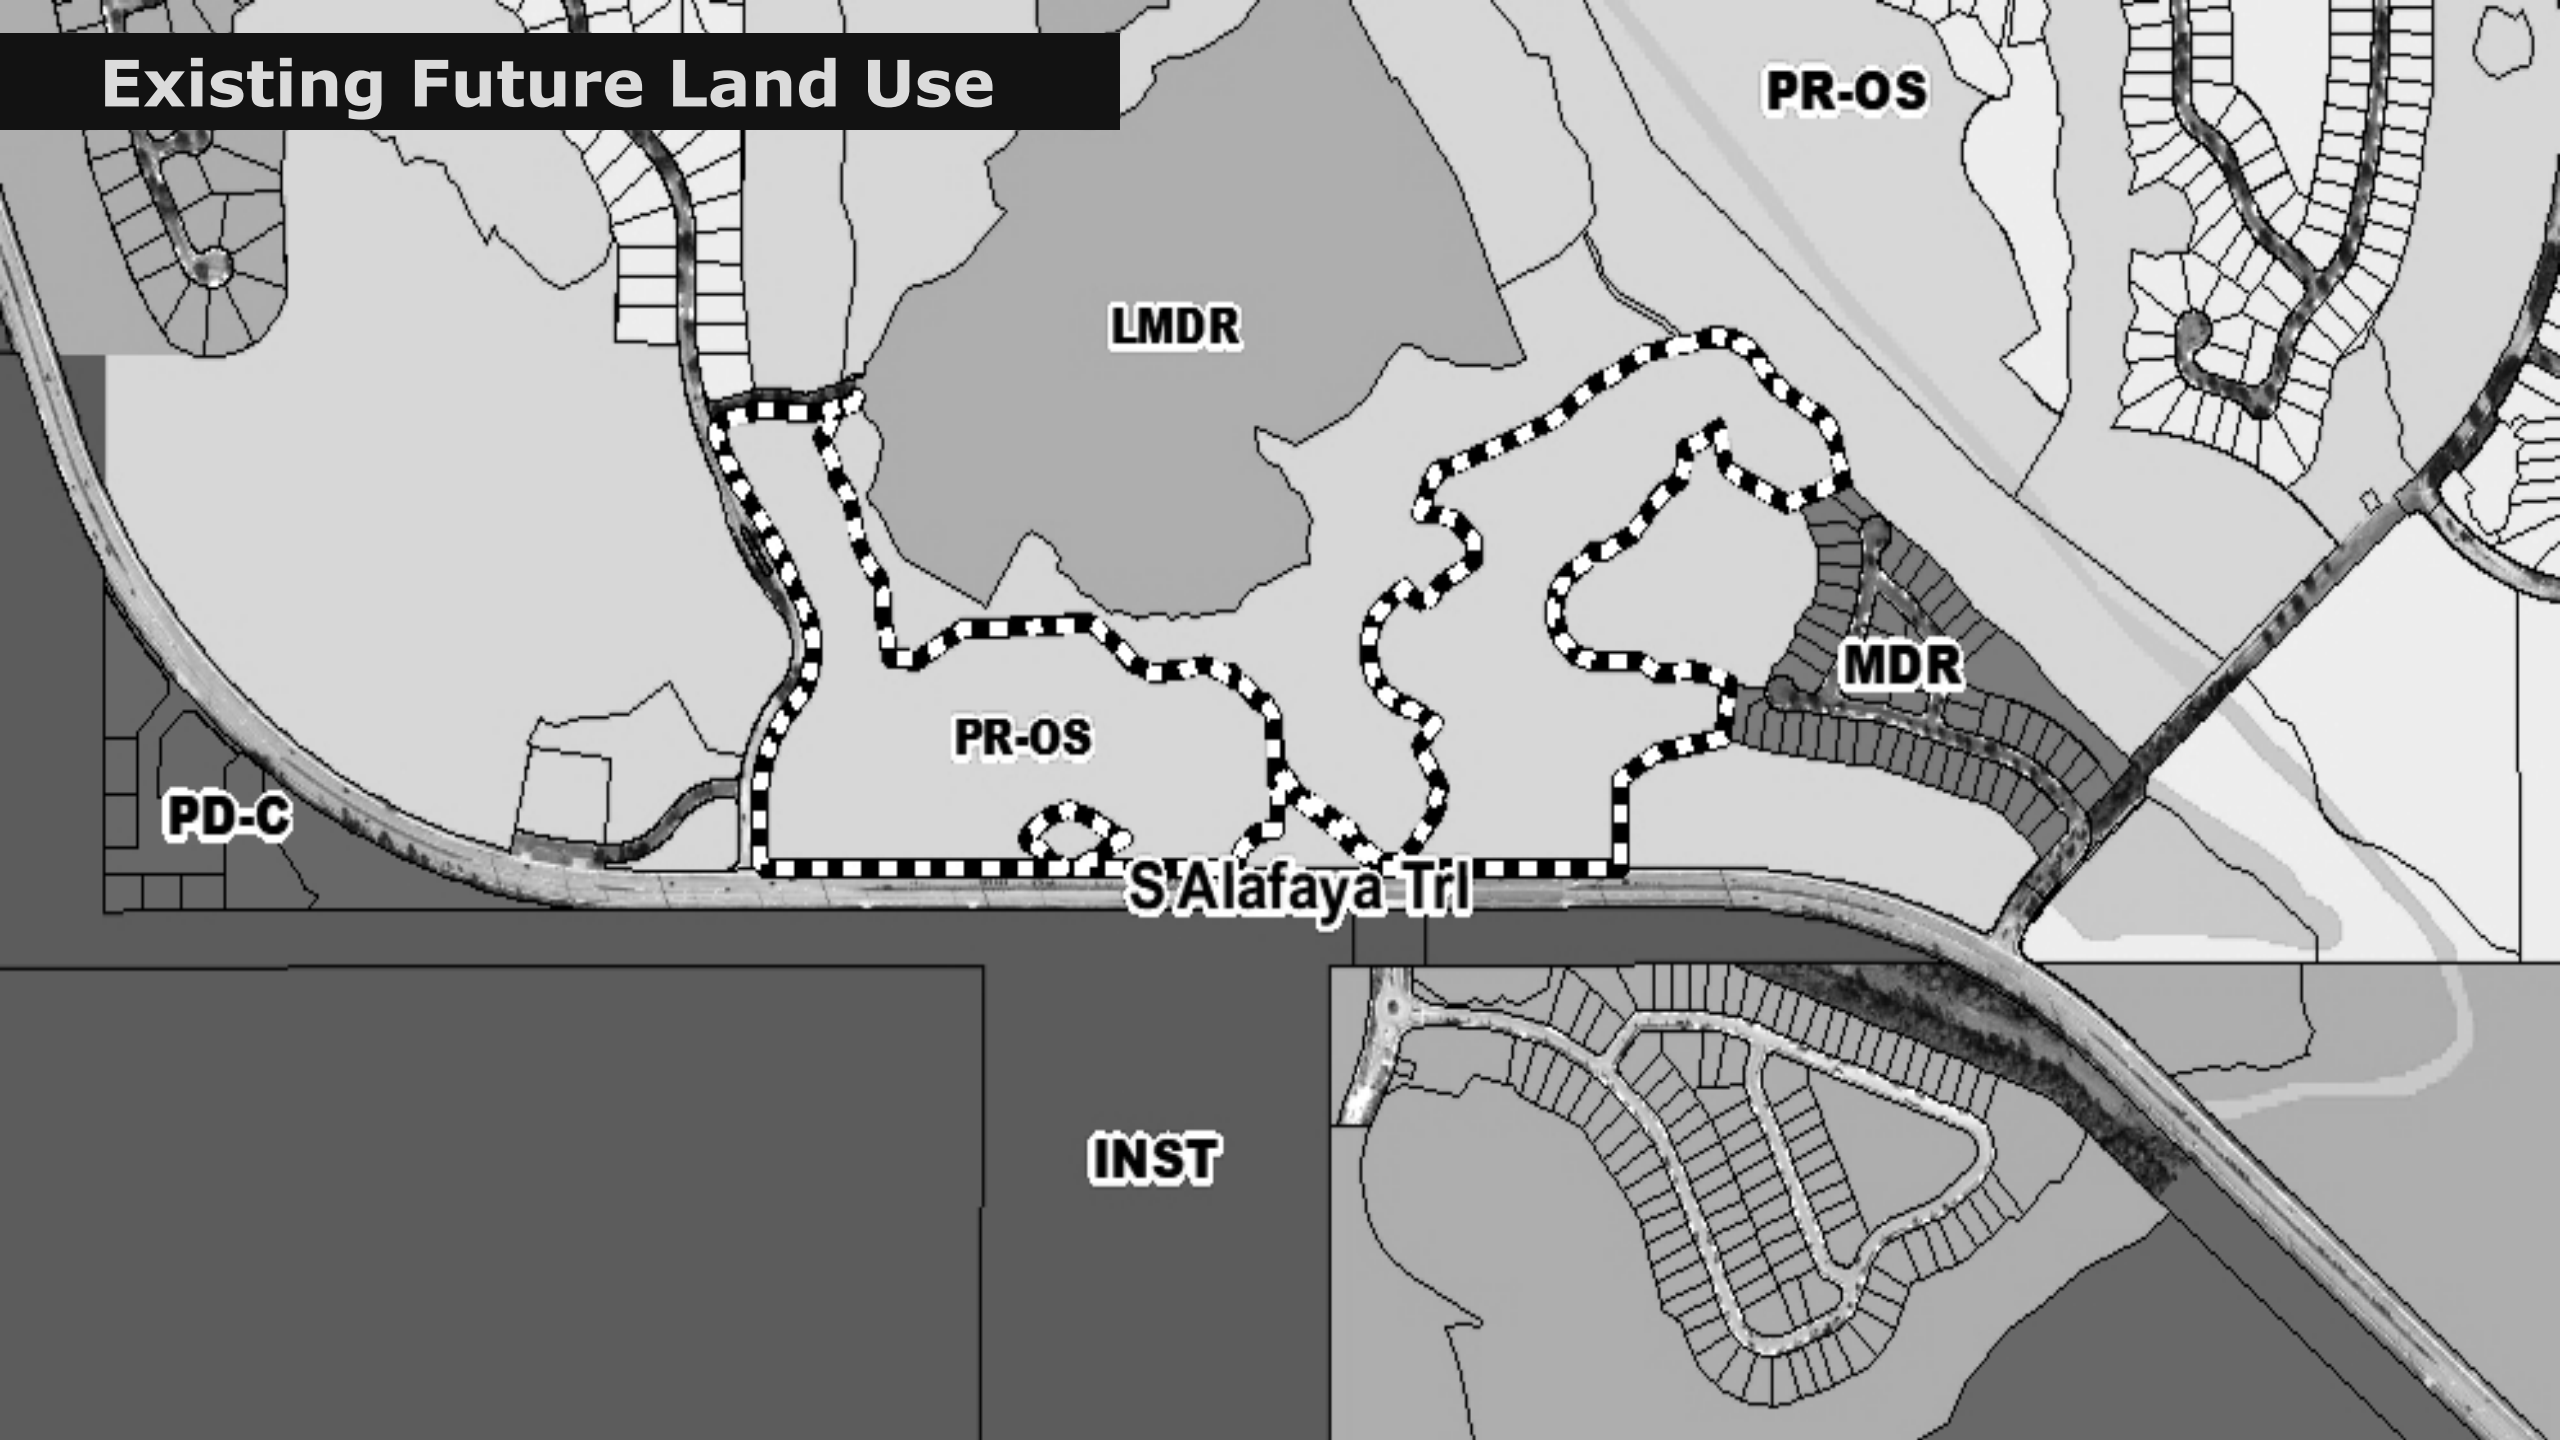 Existing Future Land Use
PR-OS
LMDR
MDR
PR-OS
PD-C
S Alafaya Trl
INST